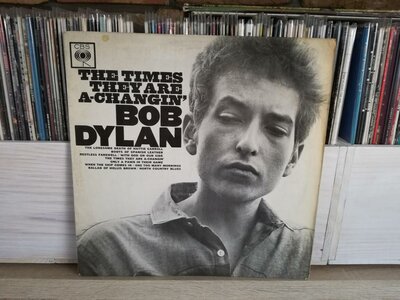 CBS
THE TIMES
THEY ARE
A-CHANGIN'
BOB
DYLAN
THE LONESOME DEATH OF HATTIE CARROLL
BOOTS OF SPANISH LEATHER
RESTLESS FAREWELL · WITH GOD ON OUR SIDE
THE TIMES THEY ARE A-CHANGIN'
ONLY A PAWN IN THEIR GAME
WHEN THE SHIP COMES IN · ONE TOO MANY MORNINGS
BALLAD OF HOLLIS BROWN · NORTH COUNTRY BLUES